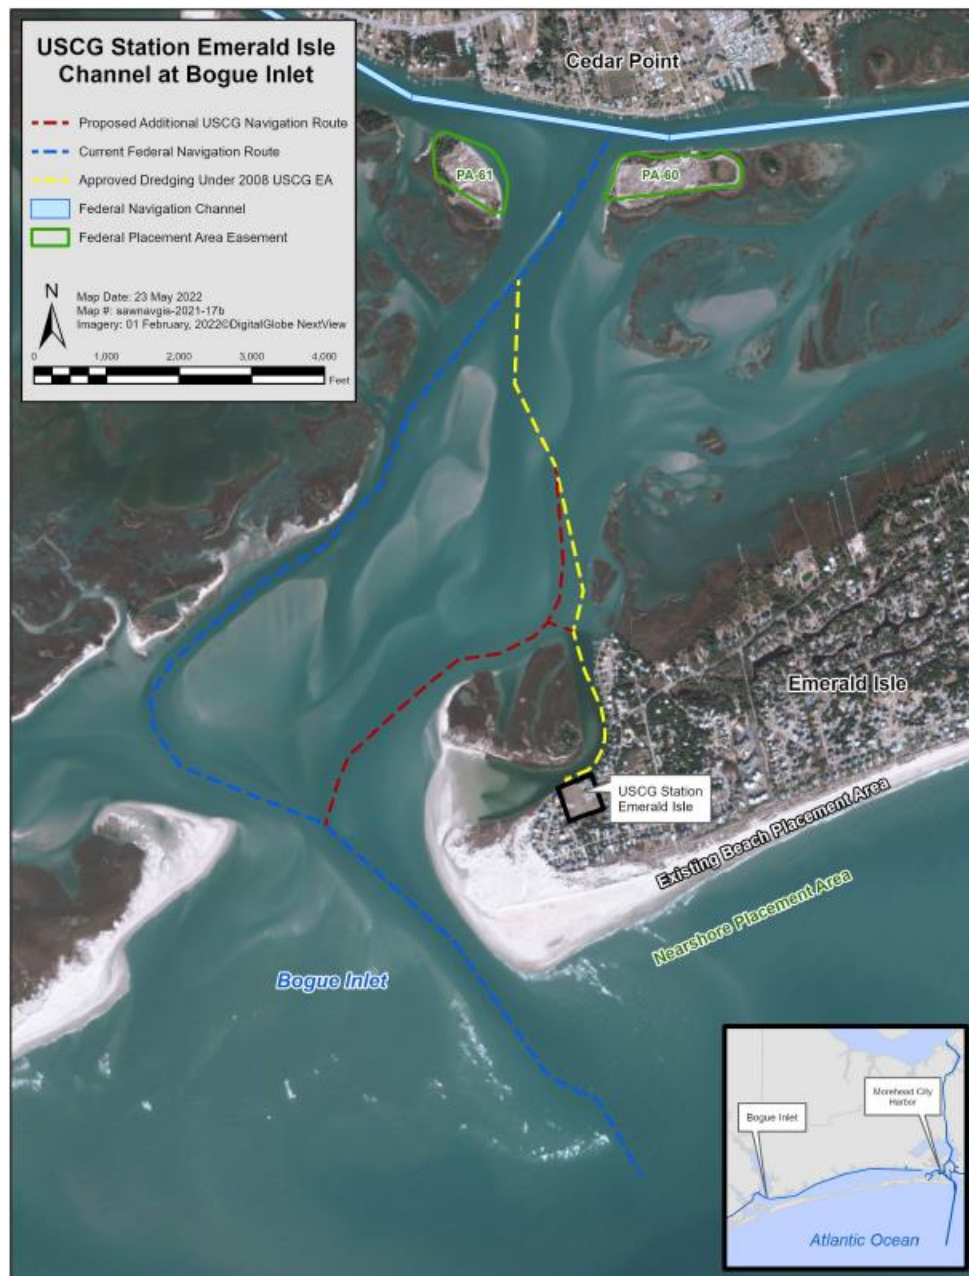 USCG Station Emerald Isle
Channel at Bogue Inlet
Proposed Additional USCG Navigation Route
Current Federal Navigation Route
Approved Dredging Under 2008 USCG EA
Federal Navigation Channel
Federal Placement Area Easement
N
Map Date: 23 May 2022
Map #: sawnavgis-2021-17b
Imagery: 01 February, 2022©DigitalGlobe NextView
0 1,000 2,000 3,000 4,000
Feet
Cedar Point
PA-61
PA-60
Emerald Isle
USCG Station
Emerald Isle
Existing Beach Placement Area
Nearshore Placement Area
Bogue Inlet
Morehead City
Harbor
Bogue Inlet
Atlantic Ocean